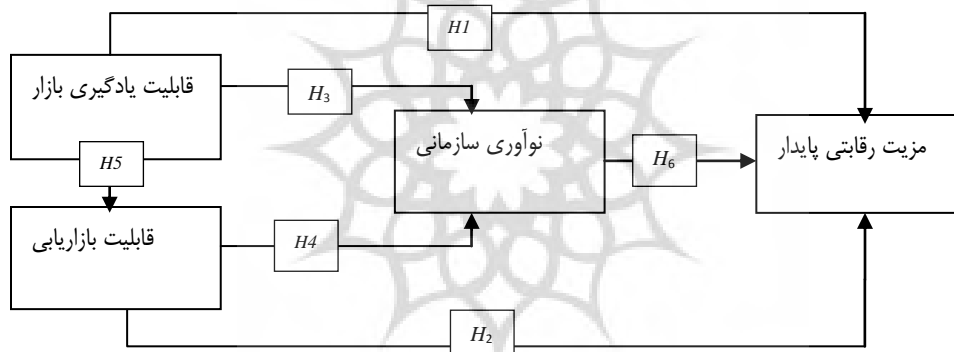 H1
قابلیت یادگیری بازار
H3
نوآوری سازمانی
مزیت رقابتی پایدار
H5
H6
قابلیت بازاریابی
H4
H2